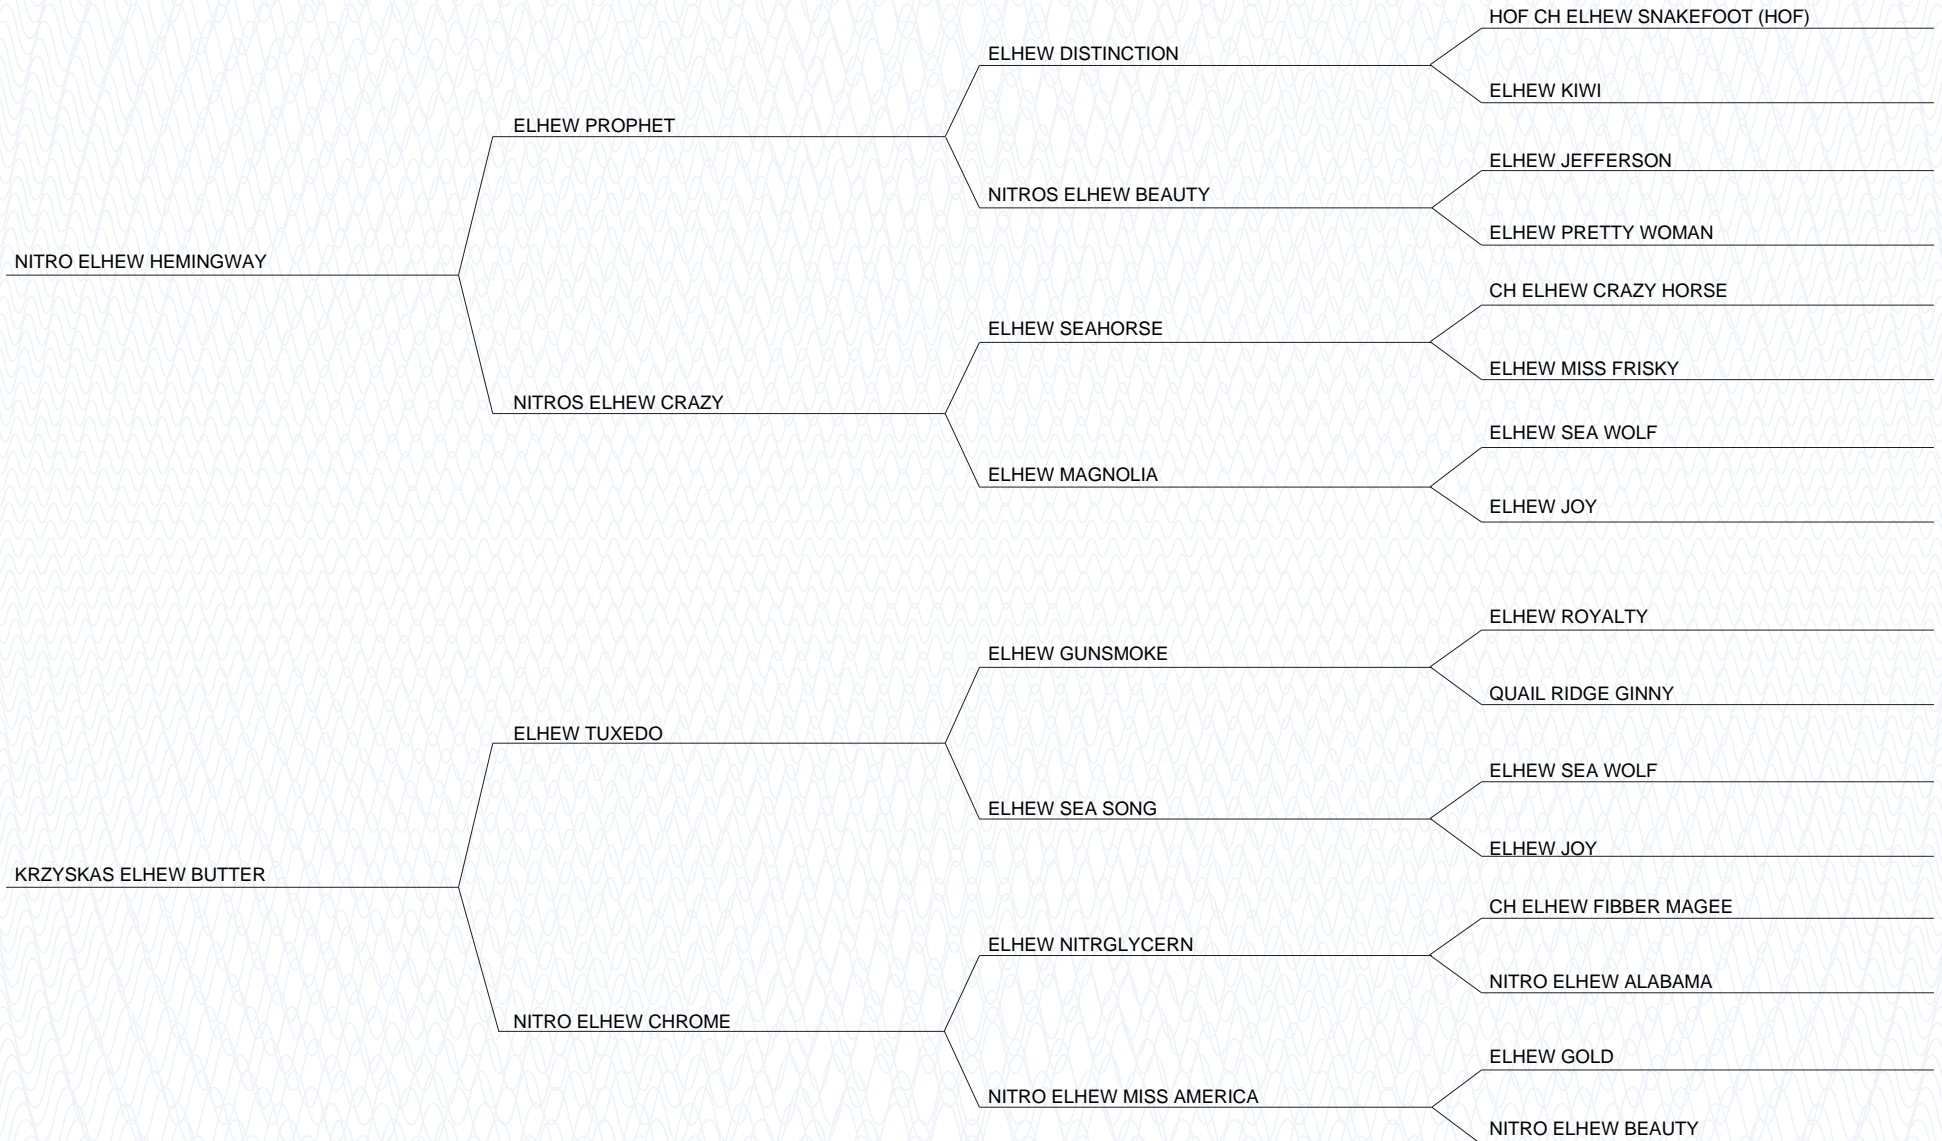 HOF CH ELHEW SNAKEFOOT (HOF)
ELHEW DISTINCTION
ELHEW KIWI
ELHEW PROPHET
ELHEW JEFFERSON
NITROS ELHEW BEAUTY
ELHEW PRETTY WOMAN
NITRO ELHEW HEMINGWAY
CH ELHEW CRAZY HORSE
ELHEW SEAHORSE
ELHEW MISS FRISKY
NITROS ELHEW CRAZY
ELHEW SEA WOLF
ELHEW MAGNOLIA
ELHEW JOY
ELHEW ROYALTY
ELHEW GUNSMOKE
QUAIL RIDGE GINNY
ELHEW TUXEDO
ELHEW SEA WOLF
ELHEW SEA SONG
ELHEW JOY
KRZYSKAS ELHEW BUTTER
CH ELHEW FIBBER MAGEE
ELHEW NITRGLYCERN
NITRO ELHEW ALABAMA
NITRO ELHEW CHROME
ELHEW GOLD
NITRO ELHEW MISS AMERICA
NITRO ELHEW BEAUTY